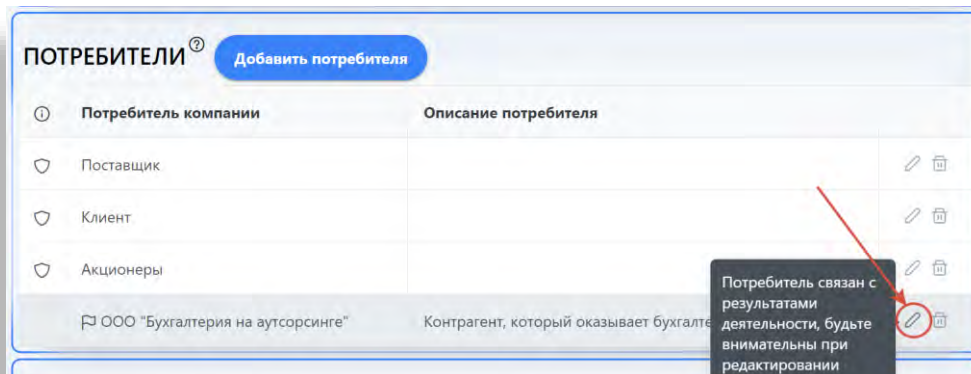 ПОТРЕБИТЕЛИ
Добавить потребителя
Потребитель компании Описание потребителя
Поставщик
Клиент
Акционеры
ООО "Бухгалтерия на аутсорсинге" Контрагент, который оказывает бухгалте
Потребитель связан с
результатами
деятельности, будьте
внимательны при
редактировании